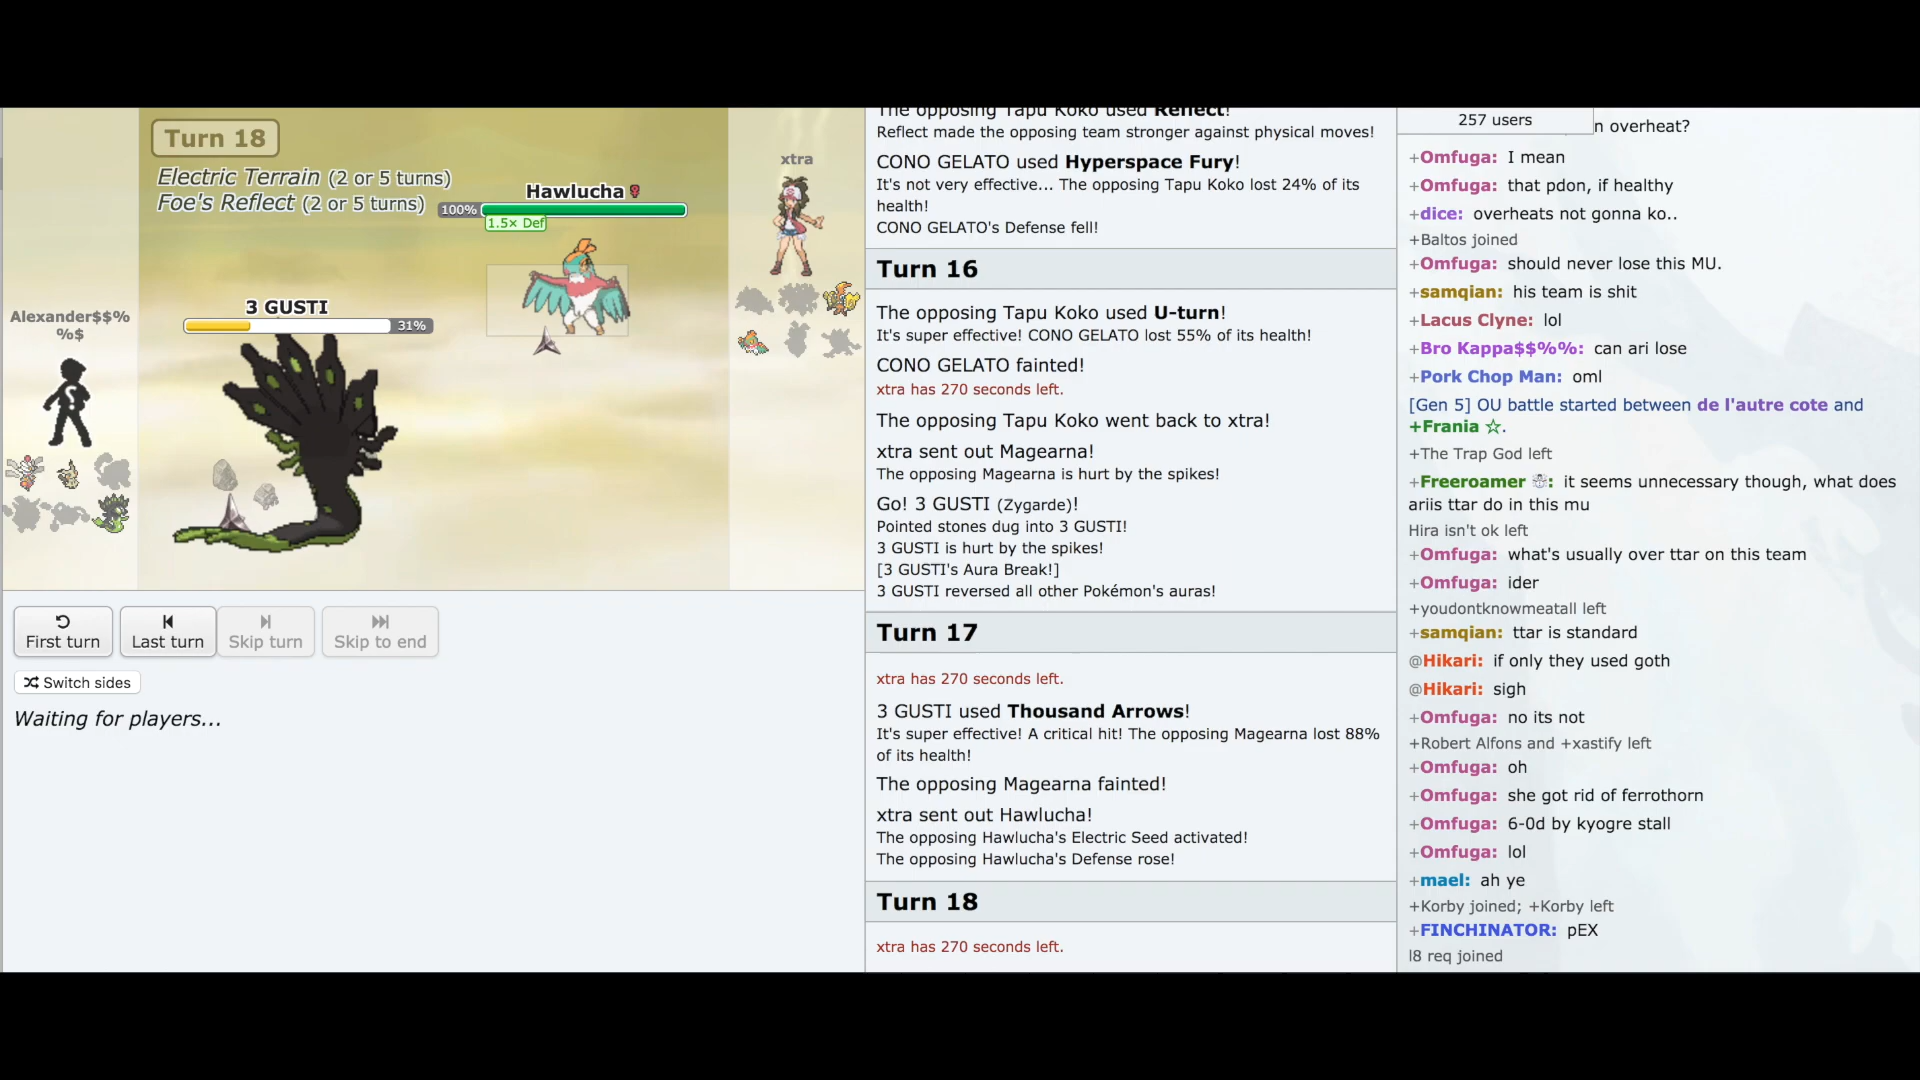 Turn 18
Electric Terrain (2 or 5 turns)
Foe's Reflect (2 or 5 turns)
Hawlucha
100%
1.5× Def
xtra
Alexander$$%
%$
3 GUSTI
31%
First turn
Last turn
Skip turn
Skip to end
Switch sides
Waiting for players...
The opposing Tapu Koko used Reflect!
Reflect made the opposing team stronger against physical moves!
CONO GELATO used Hyperspace Fury!
It's not very effective... The opposing Tapu Koko lost 24% of its
health!
CONO GELATO's Defense fell!
Turn 16
The opposing Tapu Koko used U-turn!
It's super effective! CONO GELATO lost 55% of its health!
CONO GELATO fainted!
xtra has 270 seconds left.
The opposing Tapu Koko went back to xtra!
xtra sent out Magearna!
The opposing Magearna is hurt by the spikes!
Go! 3 GUSTI (Zygarde)!
Pointed stones dug into 3 GUSTI!
3 GUSTI is hurt by the spikes!
[3 GUSTI's Aura Break!]
3 GUSTI reversed all other Pokémon's auras!
Turn 17
xtra has 270 seconds left.
3 GUSTI used Thousand Arrows!
It's super effective! A critical hit! The opposing Magearna lost 88%
of its health!
The opposing Magearna fainted!
xtra sent out Hawlucha!
The opposing Hawlucha's Electric Seed activated!
The opposing Hawlucha's Defense rose!
Turn 18
xtra has 270 seconds left.
257 users
n overheat?
+Omfuga: I mean
+Omfuga: that pdon, if healthy
+dice: overheats not gonna ko..
+Baltos joined
+Omfuga: should never lose this MU.
+samqian: his team is shit
+Lacus Clyne: lol
+Bro Kappa$$%%: can ari lose
+Pork Chop Man: oml
[Gen 5] OU battle started between de l'autre cote and
+Frania ☆.
+The Trap God left
+Freeroamer ☃: it seems unnecessary though, what does
ariis ttar do in this mu
Hira isn't ok left
+Omfuga: what's usually over ttar on this team
+Omfuga: ider
+youdontknowmeatall left
+samqian: ttar is standard
@Hikari: if only they used goth
@Hikari: sigh
+Omfuga: no its not
+Robert Alfons and +xastify left
+Omfuga: oh
+Omfuga: she got rid of ferrothorn
+Omfuga: 6-0d by kyogre stall
+Omfuga: lol
+mael: ah ye
+Korby joined; +Korby left
+FINCHINATOR: pEX
l8 req joined